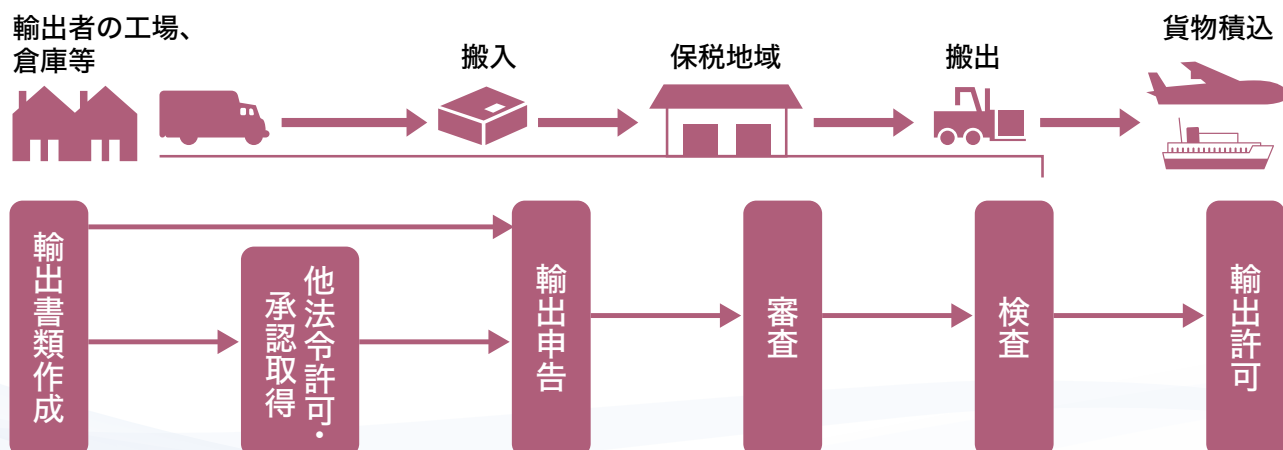 輸出者の工場、
倉庫等
搬入
保税地域
搬出
貨物積込
輸出書類作成
他法令許可・
承認取得
輸出申告
審査
検査
輸出許可